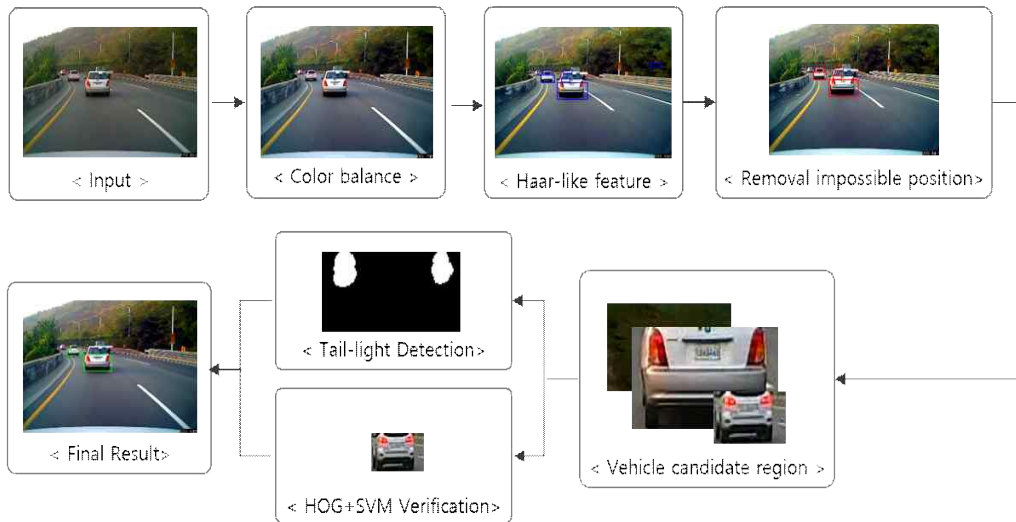 < Input >
< Color balance >
< Haar-like feature >
< Removal impossible position>
< Tail-light Detection>
< Final Result>
< HOG+SVM Verification>
< Vehicle candidate region >